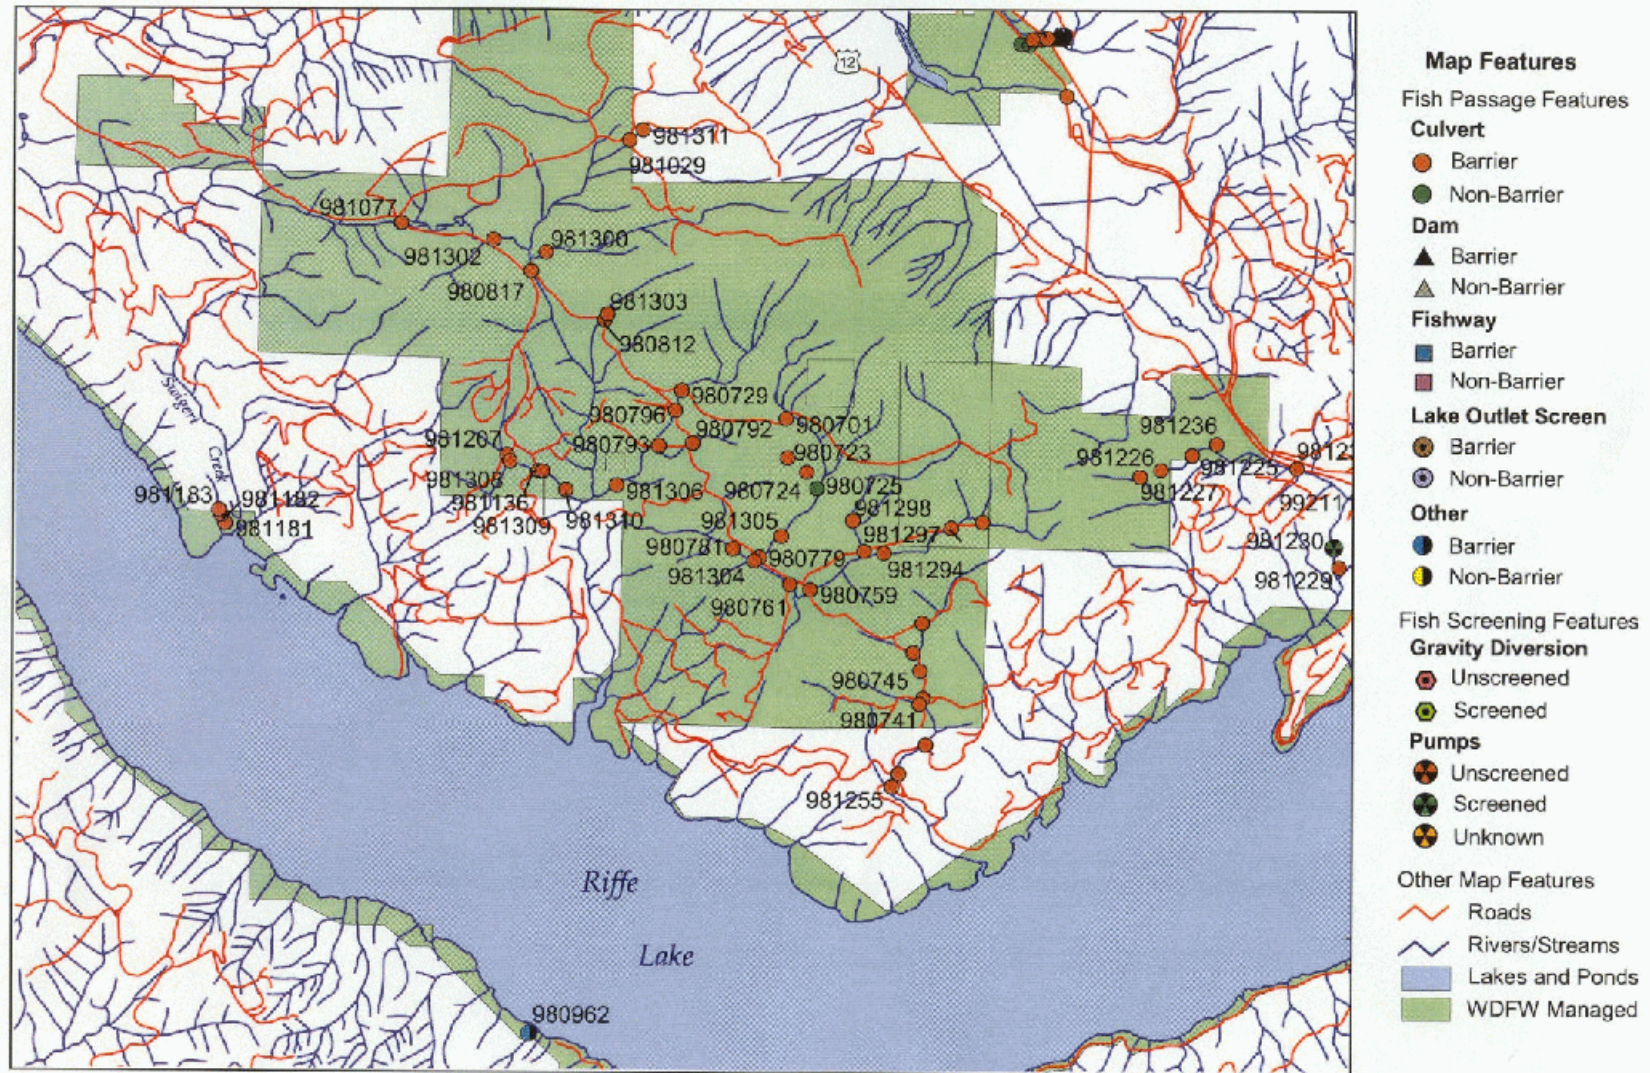 12
981311
981029
981077
981302
981300
980817
981303
980812
980729
980796
980701
980792
980793
980723
981207
981308
981136
981309
981310
981306
980724
980725
981298
981305
981297
980781
980779
981304
981294
980761
980759
981236
981226
981225
981227
99211
981230
981229
Swigert
Creek
981183
981182
981181
980745
980741
981255
Riffe
Lake
980962
Map Features
Fish Passage Features
Culvert
Barrier
Non-Barrier
Dam
Barrier
Non-Barrier
Fishway
Barrier
Non-Barrier
Lake Outlet Screen
Barrier
Non-Barrier
Other
Barrier
Non-Barrier
Fish Screening Features
Gravity Diversion
Unscreened
Screened
Pumps
Unscreened
Screened
Unknown
Other Map Features
Roads
Rivers/Streams
Lakes and Ponds
WDFW Managed